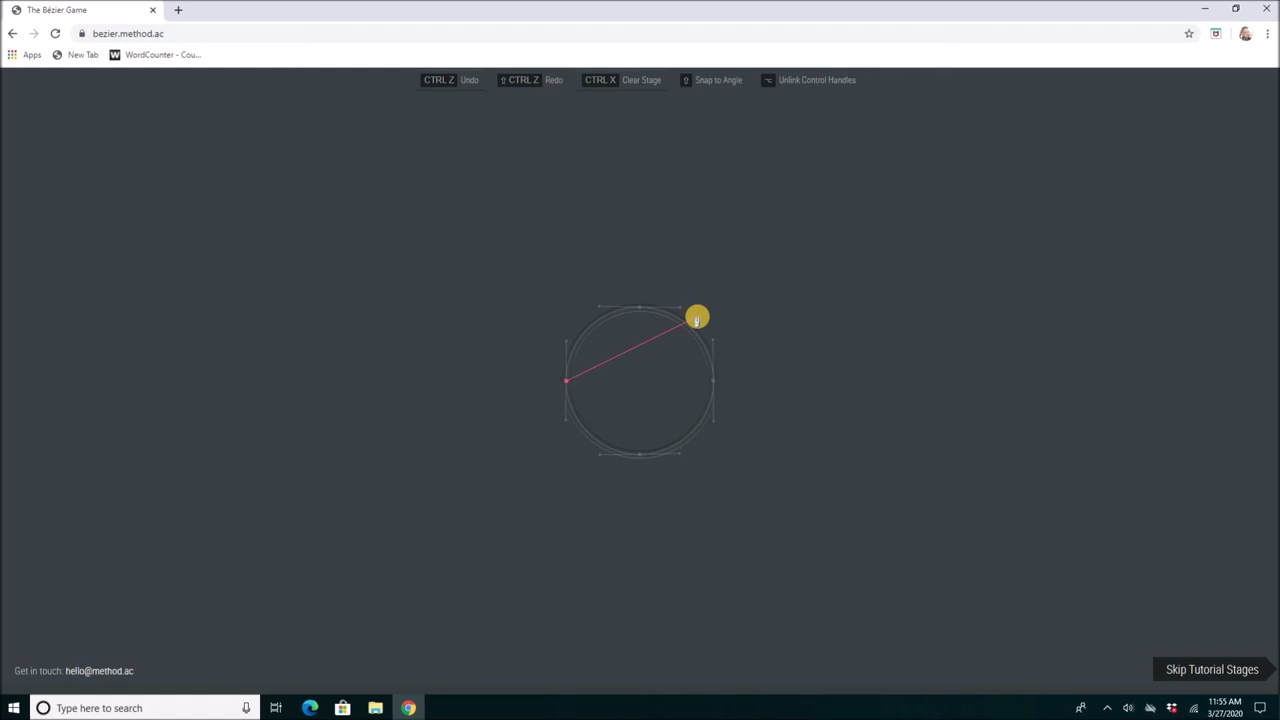 The Bézier Game
bezier.method.ac
Apps New Tab WordCounter - Cou...
CTRL Z Undo ⇧ CTRL Z Redo CTRL X Clear Stage ⇧ Snap to Angle ⌥ Unlink Control Handles
Get in touch: hello@method.ac
Skip Tutorial Stages
Type here to search
11:55 AM
3/27/2020